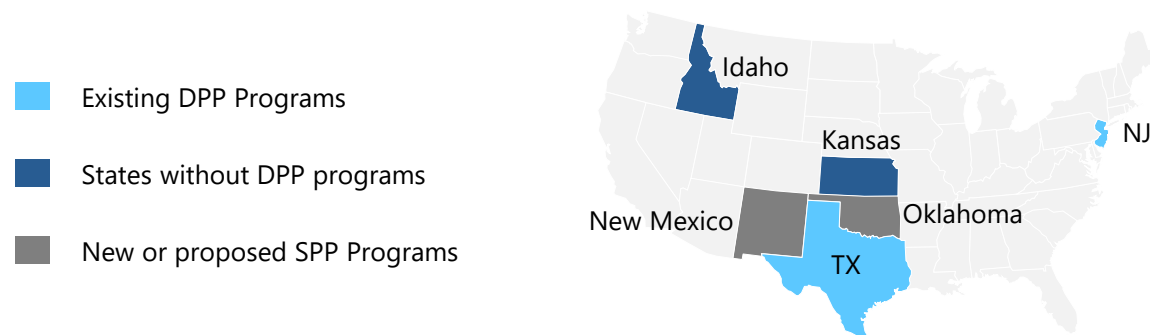 Existing DPP Programs
States without DPP programs
New or proposed SPP Programs
Idaho
NJ
Kansas
New Mexico
Oklahoma
TX